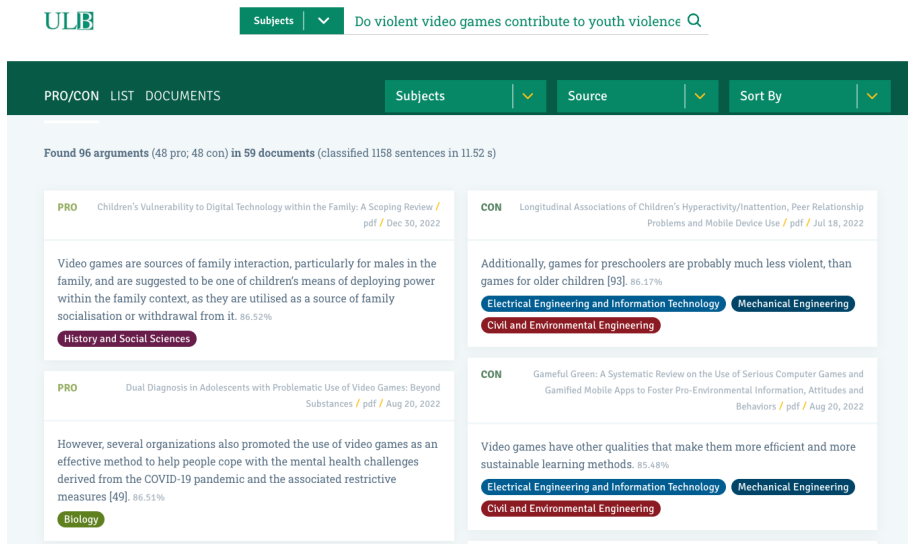 ULB
Subjects
Do violent video games contribute to youth violence
PRO/CON LIST DOCUMENTS
Subjects
Source
Sort By
Found 96 arguments (48 pro; 48 con) in 59 documents (classified 1158 sentences in 11.52 s)
PRO
Children's Vulnerability to Digital Technology within the Family: A Scoping Review /
pdf / Dec 30, 2022
Video games are sources of family interaction, particularly for males in the
family, and are suggested to be one of children's means of deploying power
within the family context, as they are utilised as a source of family
socialisation or withdrawal from it. 86.52%
History and Social Sciences
PRO
Dual Diagnosis in Adolescents with Problematic Use of Video Games: Beyond
Substances / pdf / Aug 20, 2022
However, several organizations also promoted the use of video games as an
effective method to help people cope with the mental health challenges
derived from the COVID-19 pandemic and the associated restrictive
measures [49]. 86.51%
Biology
CON
Longitudinal Associations of Children's Hyperactivity/Inattention, Peer Relationship
Problems and Mobile Device Use / pdf / Jul 18, 2022
Additionally, games for preschoolers are probably much less violent, than
games for older children [93]. 86.17%
Electrical Engineering and Information Technology
Mechanical Engineering
Civil and Environmental Engineering
CON
Gameful Green: A Systematic Review on the Use of Serious Computer Games and
Gamified Mobile Apps to Foster Pro-Environmental Information, Attitudes and
Behaviors / pdf / Aug 20, 2022
Video games have other qualities that make them more efficient and more
sustainable learning methods. 85.48%
Electrical Engineering and Information Technology
Mechanical Engineering
Civil and Environmental Engineering